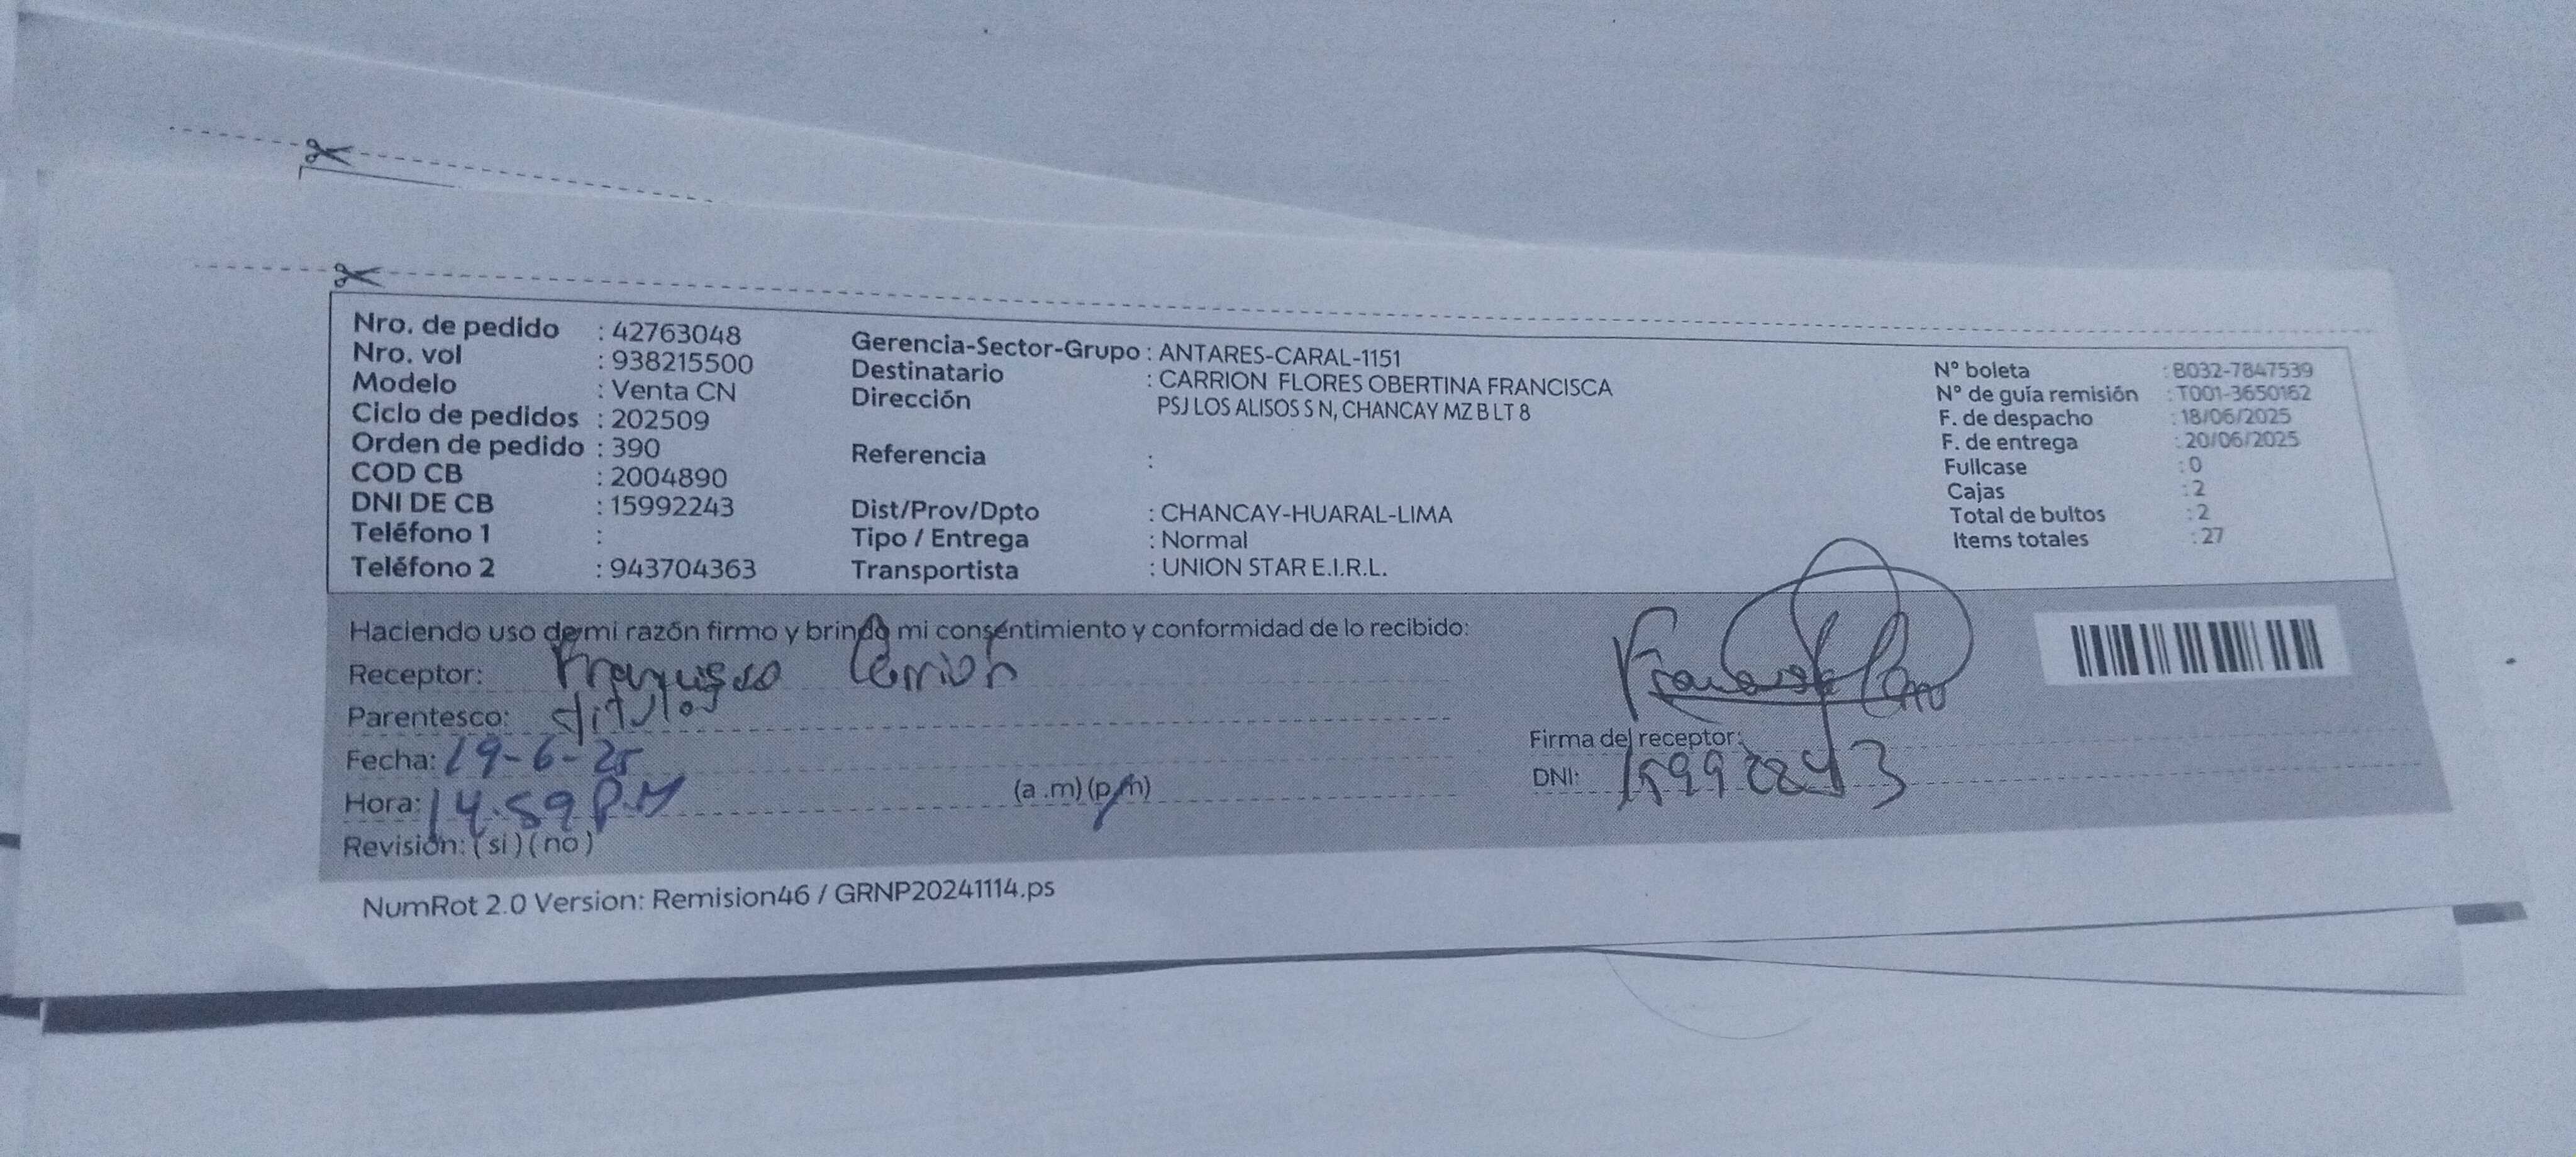 Nro. de pedido : 42763048
Nro. vol : 938215500
Modelo : Venta CN
Ciclo de pedidos : 202509
Orden de pedido : 390
COD CB : 2004890
DNI DE CB : 15992243
Teléfono 1 :
Teléfono 2 : 943704363
Gerencia-Sector-Grupo : ANTARES-CARAL-1151
Destinatario : CARRION FLORES OBERTINA FRANCISCA
Dirección PSJ LOS ALISOS S N, CHANCAY MZ B LT 8
Referencia :
Dist/Prov/Dpto : CHANCAY-HUARAL-LIMA
Tipo / Entrega : Normal
Transportista : UNION STAR E.I.R.L.
N° boleta : B032-7847539
N° de guía remisión : T001-3650162
F. de despacho : 18/06/2025
F. de entrega : 20/06/2025
Fullcase : 0
Cajas : 2
Total de bultos : 2
Items totales : 27
Haciendo uso de mi razón firmo y brindo mi consentimiento y conformidad de lo recibido:
Receptor: Carrion
Parentesco: titular
Fecha: 19-6-25
Hora: 14.59 P.M (a .m) (p.m)
Revisión: ( si ) ( no )
Firma del receptor:
DNI: 15992243
NumRot 2.0 Version: Remision46 / GRNP20241114.ps